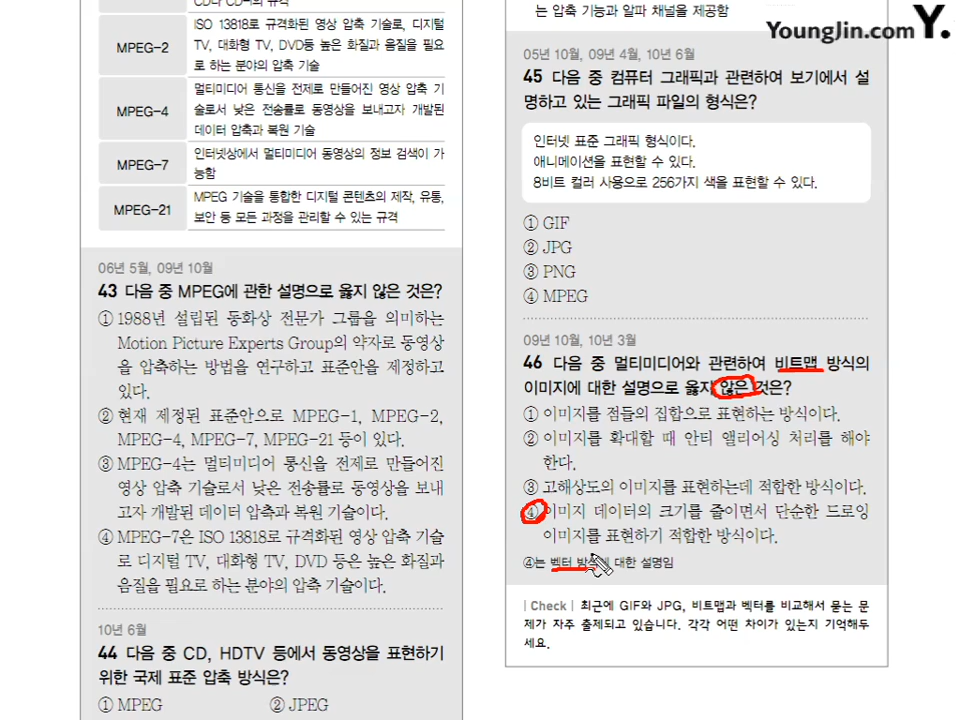 MPEG-2
ISO 13818로 규격화된 영상 압축 기술로, 디지털
TV, 대화형 TV, DVD등 높은 화질과 음질을 필요
로 하는 분야의 압축 기술
MPEG-4
멀티미디어 통신을 전제로 만들어진 영상 압축 기
술로서 낮은 전송률로 동영상을 보내고자 개발된
데이터 압축과 복원 기술
MPEG-7
인터넷상에서 멀티미디어 동영상의 정보 검색이 가
능함
MPEG-21
MPEG 기술을 통합한 디지털 콘텐츠의 제작, 유통,
보안 등 모든 과정을 관리할 수 있는 규격
06년 5월, 09년 10월
43 다음 중 MPEG에 관한 설명으로 옳지 않은 것은?
① 1988년 설립된 동화상 전문가 그룹을 의미하는
Motion Picture Experts Group의 약자로 동영상
을 압축하는 방법을 연구하고 표준안을 제정하고
있다.
② 현재 제정된 표준안으로 MPEG-1, MPEG-2,
MPEG-4, MPEG-7, MPEG-21 등이 있다.
③ MPEG-4는 멀티미디어 통신을 전제로 만들어진
영상 압축 기술로서 낮은 전송률로 동영상을 보내
고자 개발된 데이터 압축과 복원 기술이다.
④ MPEG-7은 ISO 13818로 규격화된 영상 압축 기술
로 디지털 TV, 대화형 TV, DVD 등은 높은 화질과
음질을 필요로 하는 분야의 압축 기술이다.
10년 6월
44 다음 중 CD, HDTV 등에서 동영상을 표현하기
위한 국제 표준 압축 방식은?
① MPEG ② JPEG
는 압축 기능과 알파 채널을 제공함
YoungJin.com Y.
05년 10월, 09년 4월, 10년 6월
45 다음 중 컴퓨터 그래픽과 관련하여 보기에서 설
명하고 있는 그래픽 파일의 형식은?
인터넷 표준 그래픽 형식이다.
애니메이션을 표현할 수 있다.
8비트 컬러 사용으로 256가지 색을 표현할 수 있다.
① GIF
② JPG
③ PNG
④ MPEG
09년 10월, 10년 3월
46 다음 중 멀티미디어와 관련하여 비트맵 방식의
이미지에 대한 설명으로 옳지 않은 것은?
① 이미지를 점들의 집합으로 표현하는 방식이다.
② 이미지를 확대할 때 안티 앨리어싱 처리를 해야
한다.
③ 고해상도의 이미지를 표현하는데 적합한 방식이다.
④ 이미지 데이터의 크기를 줄이면서 단순한 드로잉
이미지를 표현하기 적합한 방식이다.
④는 벡터 방식에 대한 설명임
| Check | 최근에 GIF와 JPG, 비트맵과 벡터를 비교해서 묻는 문
제가 자주 출제되고 있습니다. 각각 어떤 차이가 있는지 기억해두
세요.